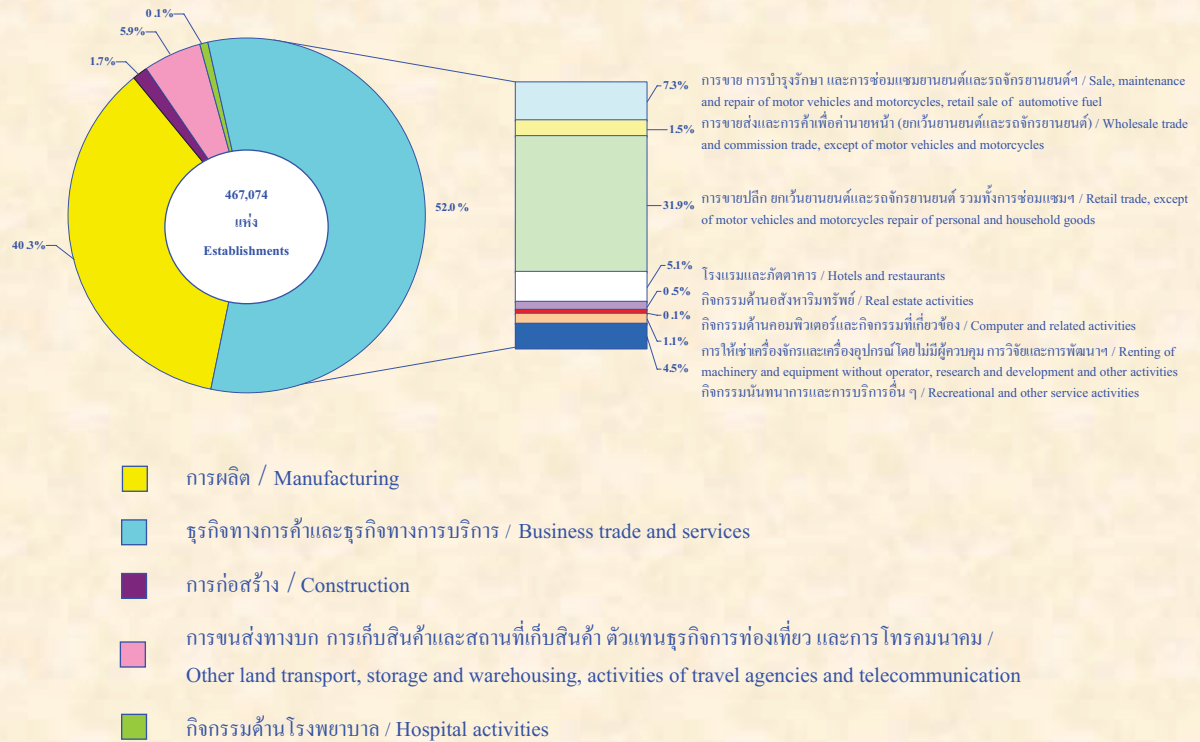 0.1%
5.9%
1.7%
40.3%
52.0%
467,074
แห่ง
Establishments
7.3%
การขาย การบำรุงรักษา และการซ่อมแซมยานยนต์และรถจักรยานยนต์ฯ / Sale, maintenance
and repair of motor vehicles and motorcycles, retail sale of automotive fuel
1.5%
การขายส่งและการค้าเพื่อค่านายหน้า (ยกเว้นยานยนต์และรถจักรยานยนต์) / Wholesale trade
and commission trade, except of motor vehicles and motorcycles
31.9%
การขายปลีก ยกเว้นยานยนต์และรถจักรยานยนต์ รวมทั้งการซ่อมแซมฯ / Retail trade, except
of motor vehicles and motorcycles repair of personal and household goods
5.1%
โรงแรมและภัตตาคาร / Hotels and restaurants
0.5%
กิจกรรมด้านอสังหาริมทรัพย์ / Real estate activities
0.1%
กิจกรรมด้านคอมพิวเตอร์และกิจกรรมที่เกี่ยวข้อง / Computer and related activities
1.1%
การให้เช่าเครื่องจักรและเครื่องอุปกรณ์โดยไม่มีผู้ควบคุม การวิจัยและการพัฒนาฯ / Renting of
machinery and equipment without operator, research and development and other activities
4.5%
กิจกรรมนันทนาการและการบริการอื่น ๆ / Recreational and other service activities
การผลิต / Manufacturing
ธุรกิจทางการค้าและธุรกิจทางการบริการ / Business trade and services
การก่อสร้าง / Construction
การขนส่งทางบก การเก็บสินค้าและสถานที่เก็บสินค้า ตัวแทนธุรกิจการท่องเที่ยว และการโทรคมนาคม /
Other land transport, storage and warehousing, activities of travel agencies and telecommunication
กิจกรรมด้านโรงพยาบาล / Hospital activities